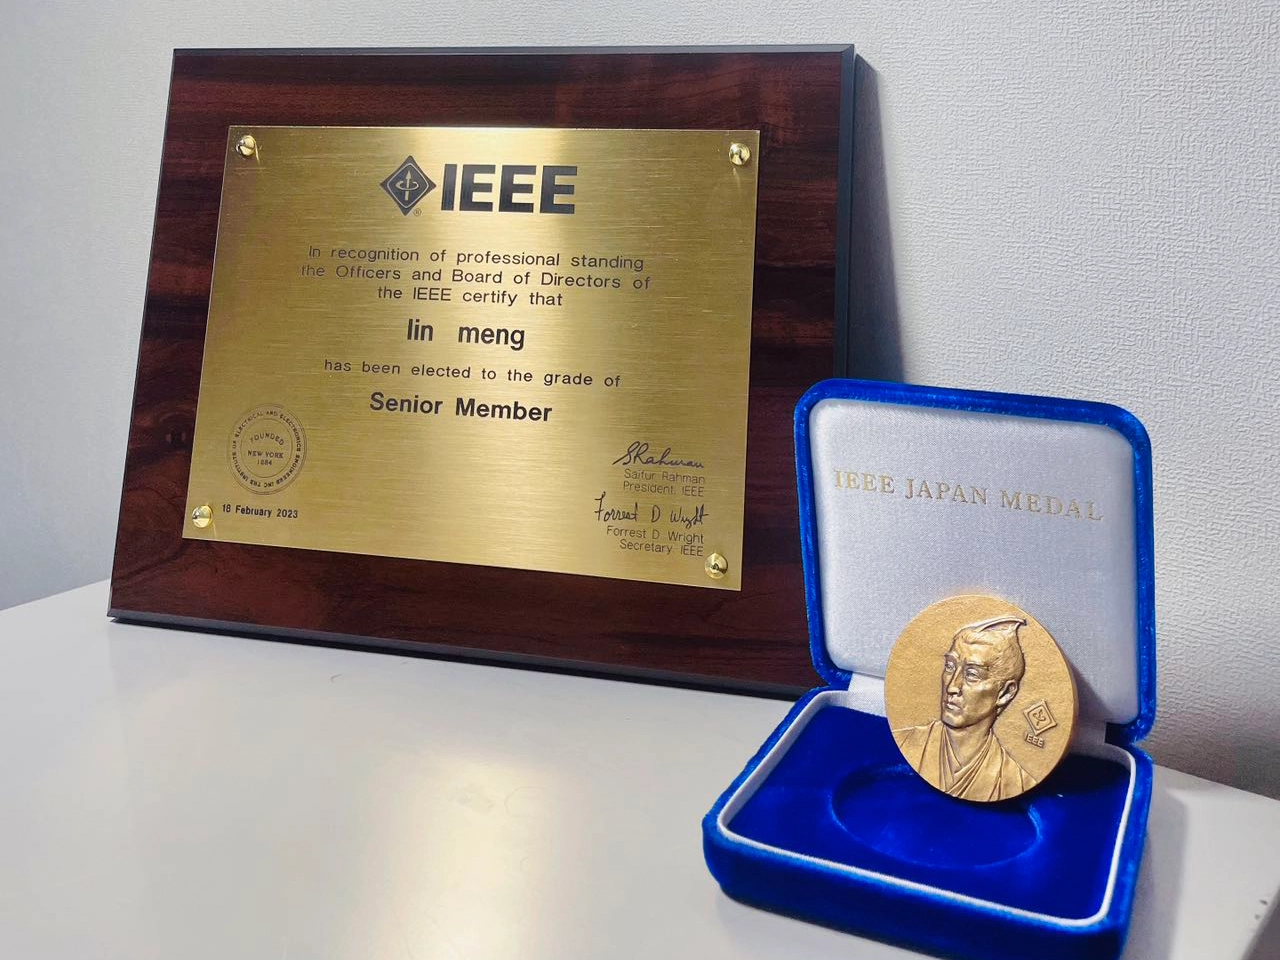 IEEE
In recognition of professional standing
the Officers and Board of Directors of
the IEEE certify that
lin meng
has been elected to the grade of
Senior Member
THE INSTITUTE OF ELECTRICAL AND ELECTRONICS ENGINEERS INC
FOUNDED
NEW YORK
1884
18 February 2023
SRahman
Saifur Rahman
President, IEEE
Forrest D Wright
Forrest D Wright
Secretary IEEE
IEEE JAPAN MEDAL
IEEE